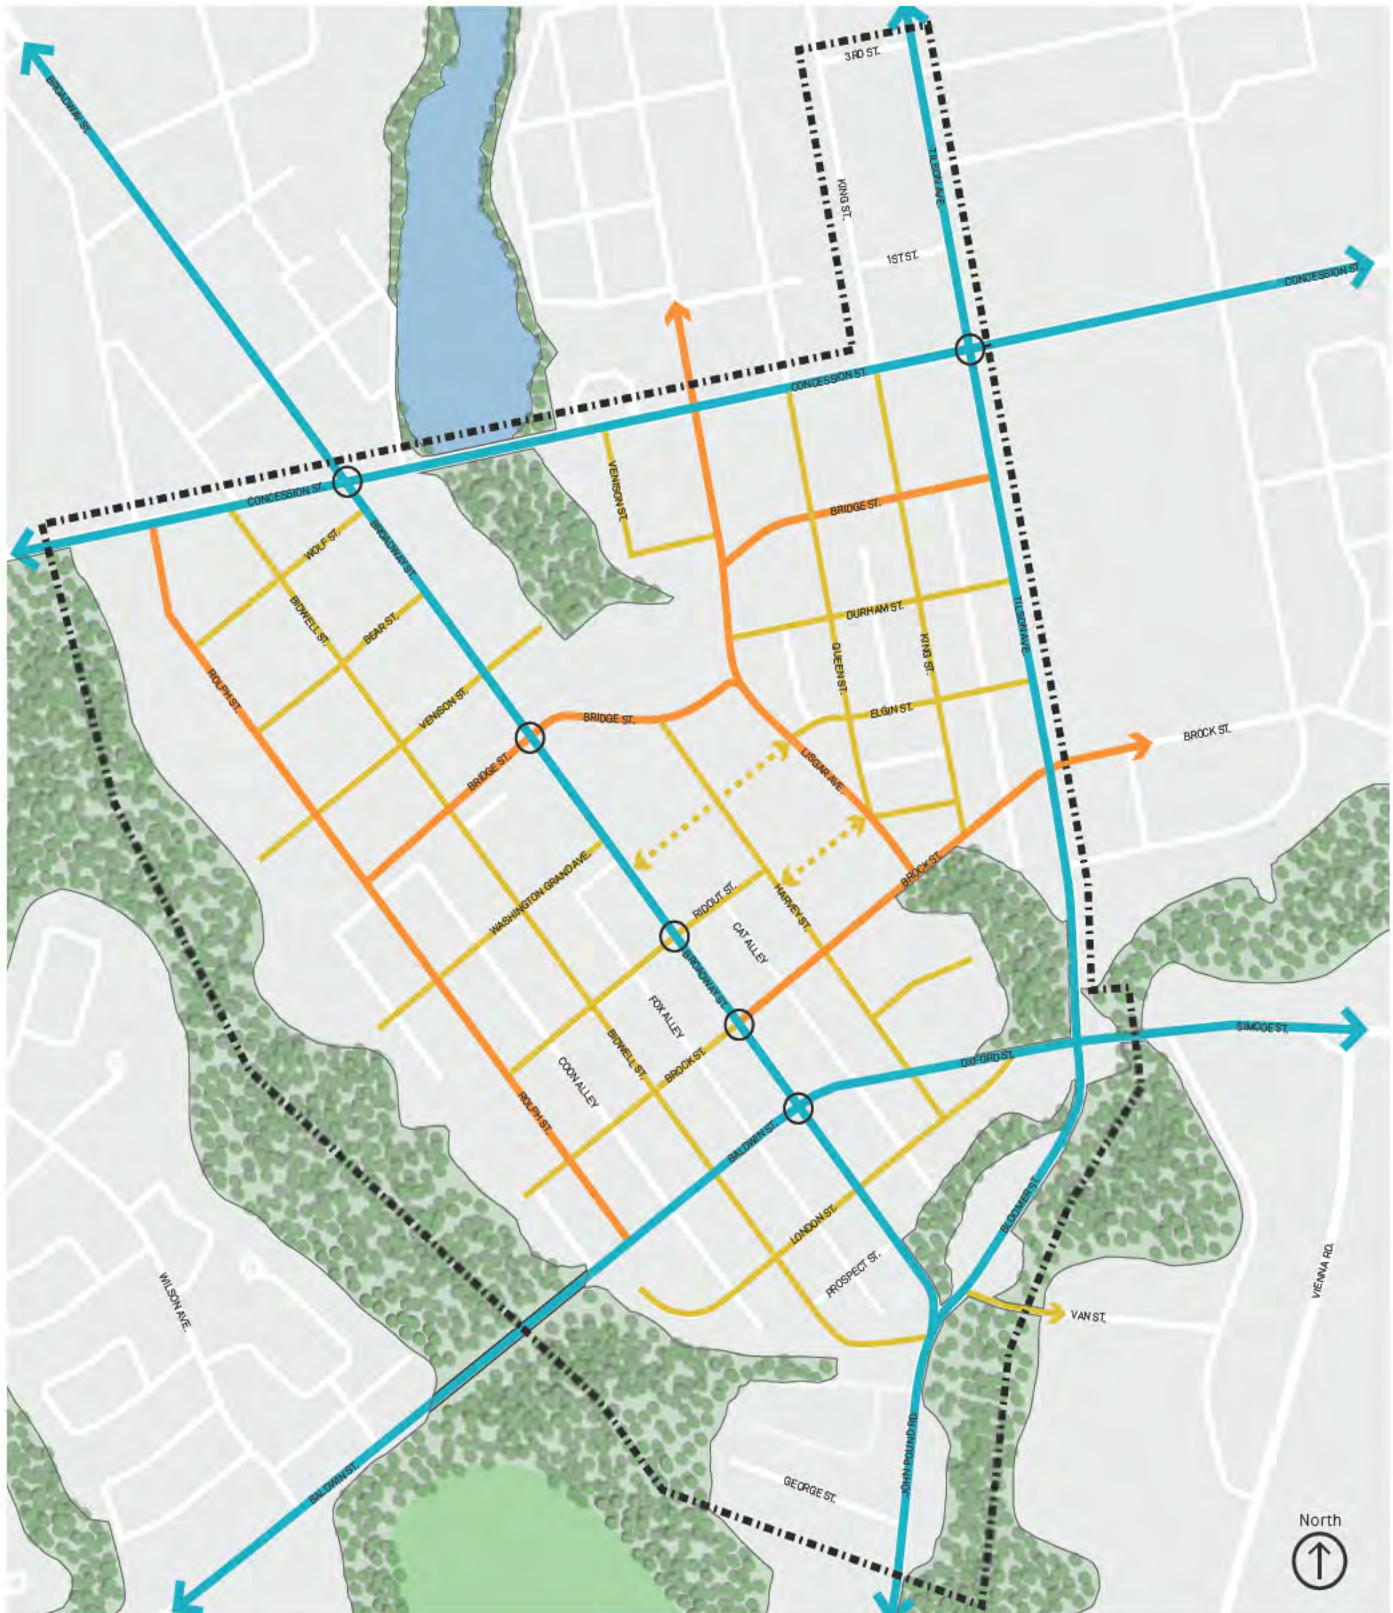 3RD ST.
BROADWAY ST.
TILSON AVE.
KING ST.
1ST ST.
CONCESSION ST.
CONCESSION ST.
CONCESSION ST.
VENISON ST.
BRIDGE ST.
WOLF ST.
BROADWAY ST.
BIDWELL ST.
BEAR ST.
DURHAM ST.
TILSON AVE.
KING ST.
QUEEN ST.
ROLPH ST.
VENISON ST.
ELGIN ST.
BRIDGE ST.
BROCK ST.
LISGAR AVE.
BRIDGE ST.
BROCK ST.
WASHINGTON GRAND AVE.
RIDOUT ST.
HARVEY ST.
CAT ALLEY
BROADWAY ST.
FOX ALLEY
SIMCOE ST.
BIDWELL ST.
BROCK ST.
OXFORD ST.
COON ALLEY
ROLPH ST.
BALDWIN ST.
BLOOMER ST.
LONDON ST.
PROSPECT ST.
VIENNA RD.
WILSON AVE.
VAN ST.
JOHN POUND RD
BALDWIN ST.
GEORGE ST.
North